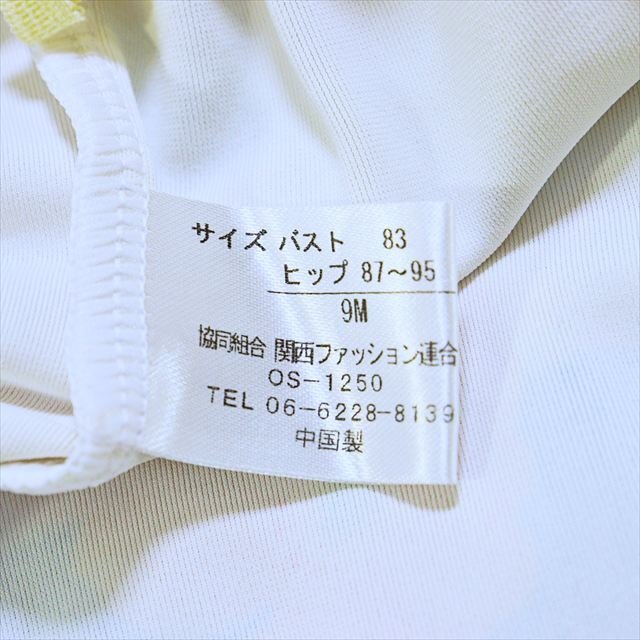 サイズ バスト 83
ヒップ 87～95
9M
協同組合 関西ファッション連合
OS-1250
TEL 06-6228-8139
中国製